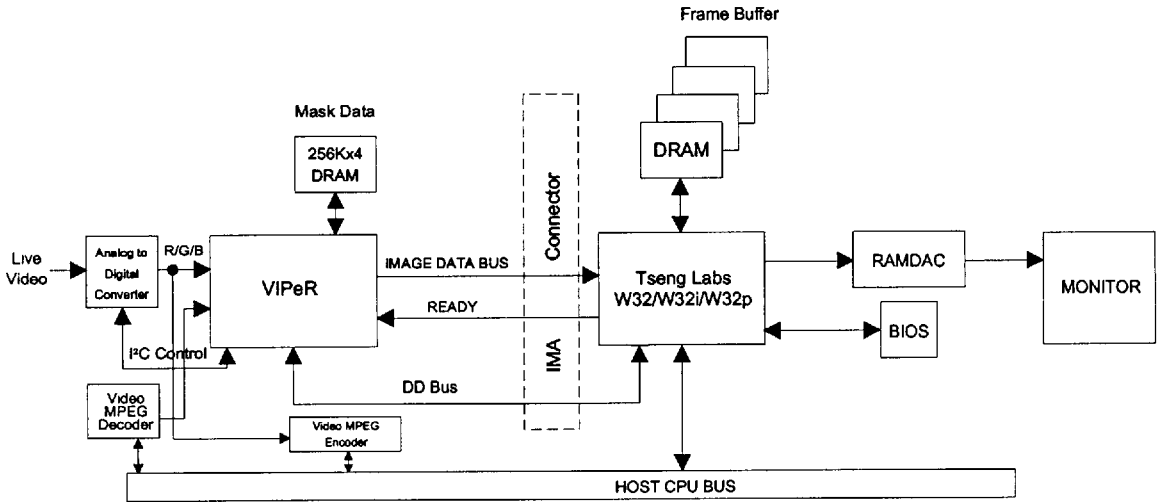 Frame Buffer
Mask Data
256Kx4
DRAM
DRAM
Connector
IMA
Live
Video
Analog to
Digital
Converter
R/G/B
VIPeR
IMAGE DATA BUS
READY
Tseng Labs
W32/W32i/W32p
RAMDAC
MONITOR
BIOS
I²C Control
DD Bus
Video
MPEG
Decoder
Video MPEG
Encoder
HOST CPU BUS